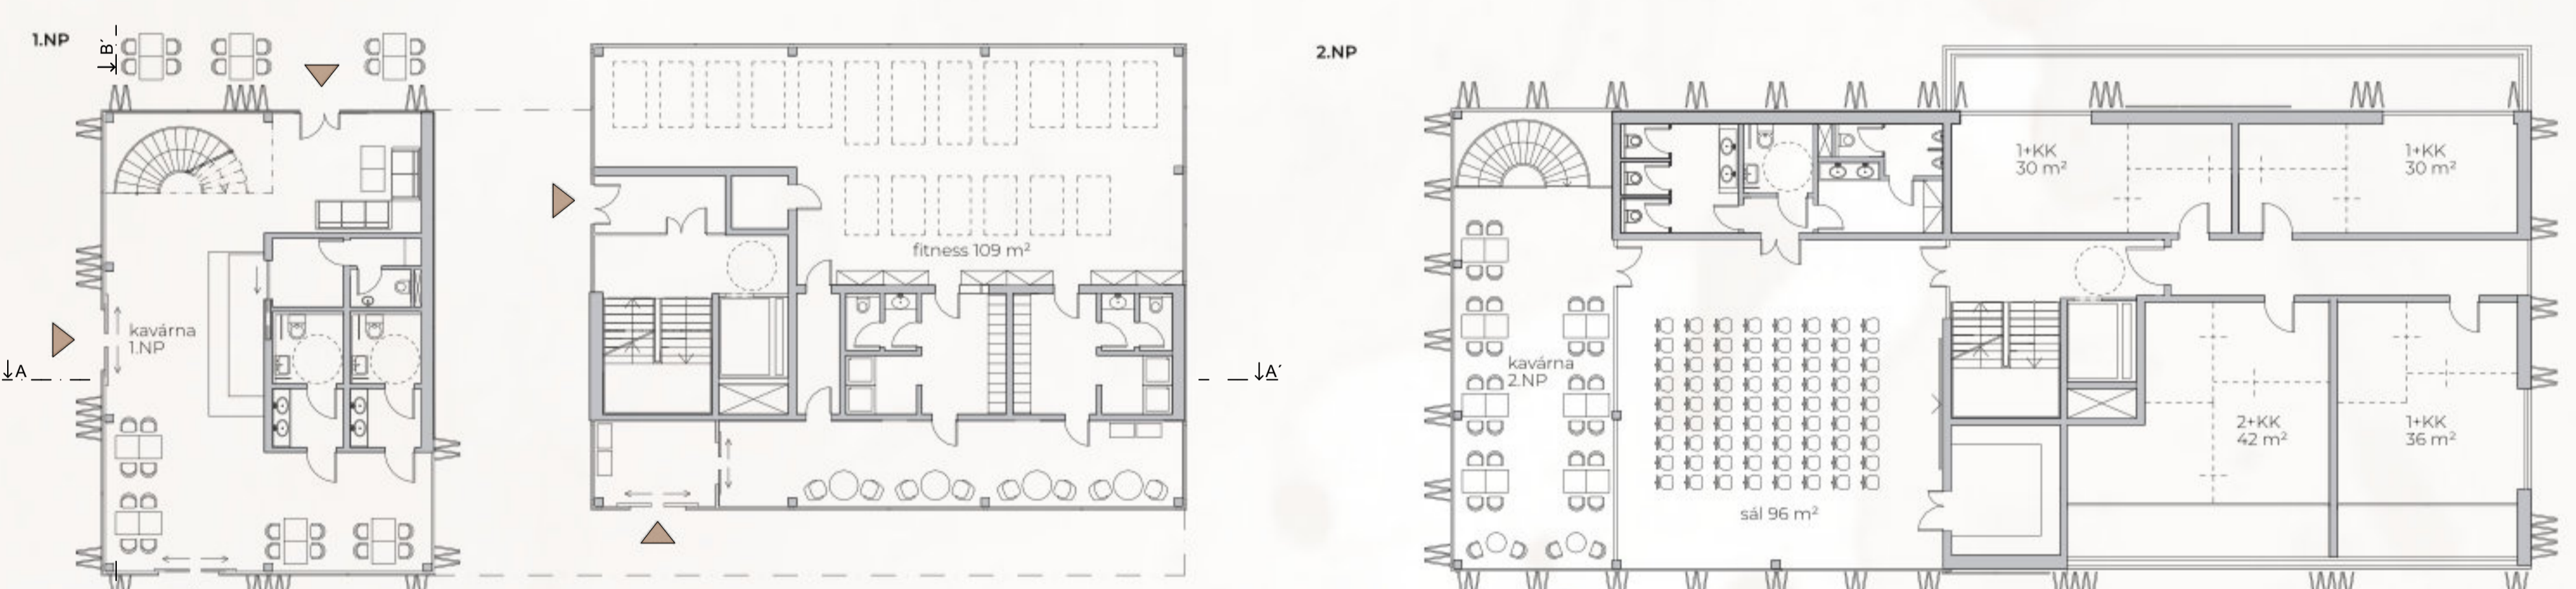 1.NP
B´
kavárna
1.NP
A
fitness 109 m²
A´
2.NP
1+KK
30 m²
1+KK
30 m²
kavárna
2.NP
sál 96 m²
2+KK
42 m²
1+KK
36 m²